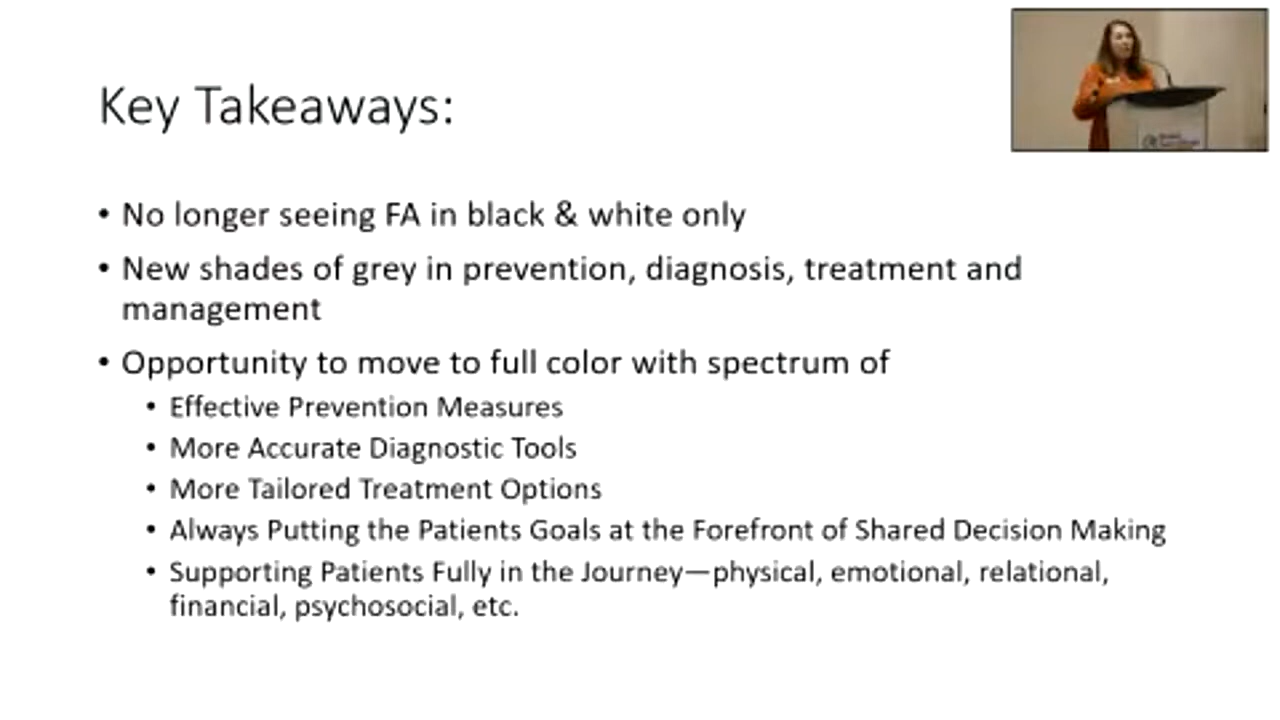 Key Takeaways:
• No longer seeing FA in black & white only
• New shades of grey in prevention, diagnosis, treatment and
management
• Opportunity to move to full color with spectrum of
• Effective Prevention Measures
• More Accurate Diagnostic Tools
• More Tailored Treatment Options
• Always Putting the Patients Goals at the Forefront of Shared Decision Making
• Supporting Patients Fully in the Journey—physical, emotional, relational,
financial, psychosocial, etc.